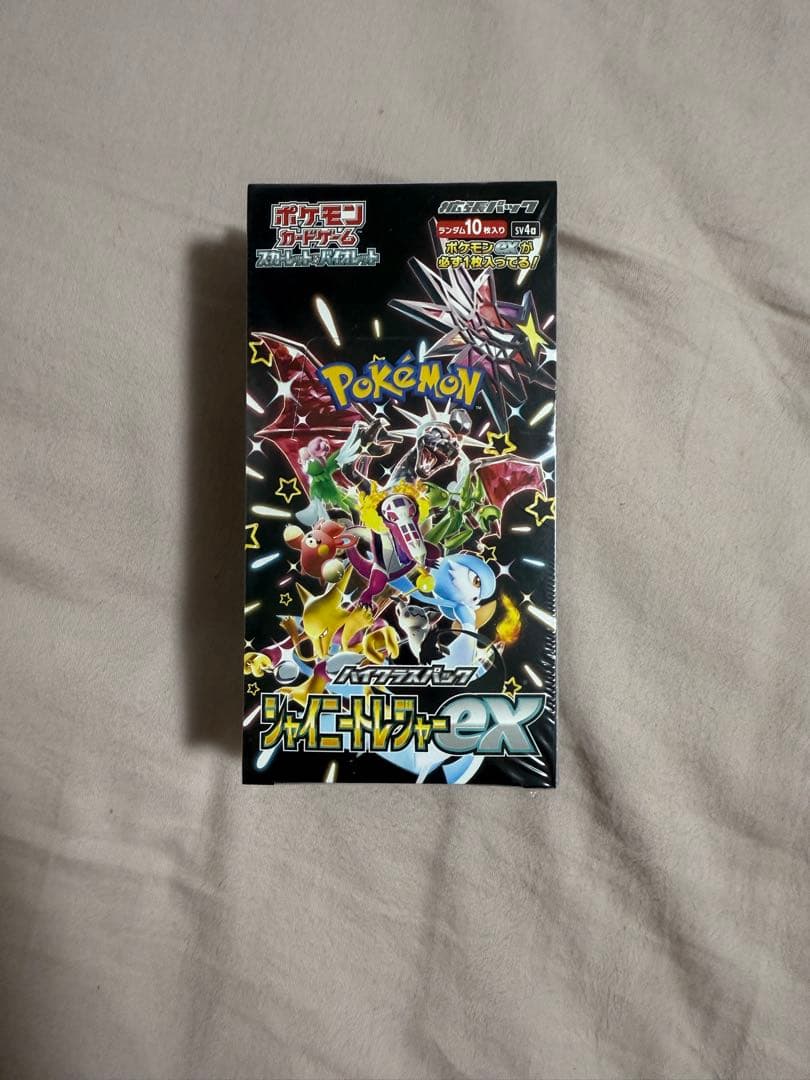 ポケモン
カードゲーム
スカーレット&バイオレット
拡張パック
ランダム10枚入り SV4a
ポケモンexが
必ず1枚入ってる!
POKÉMON
TM
ハイクラスパック
シャイニートレジャーex